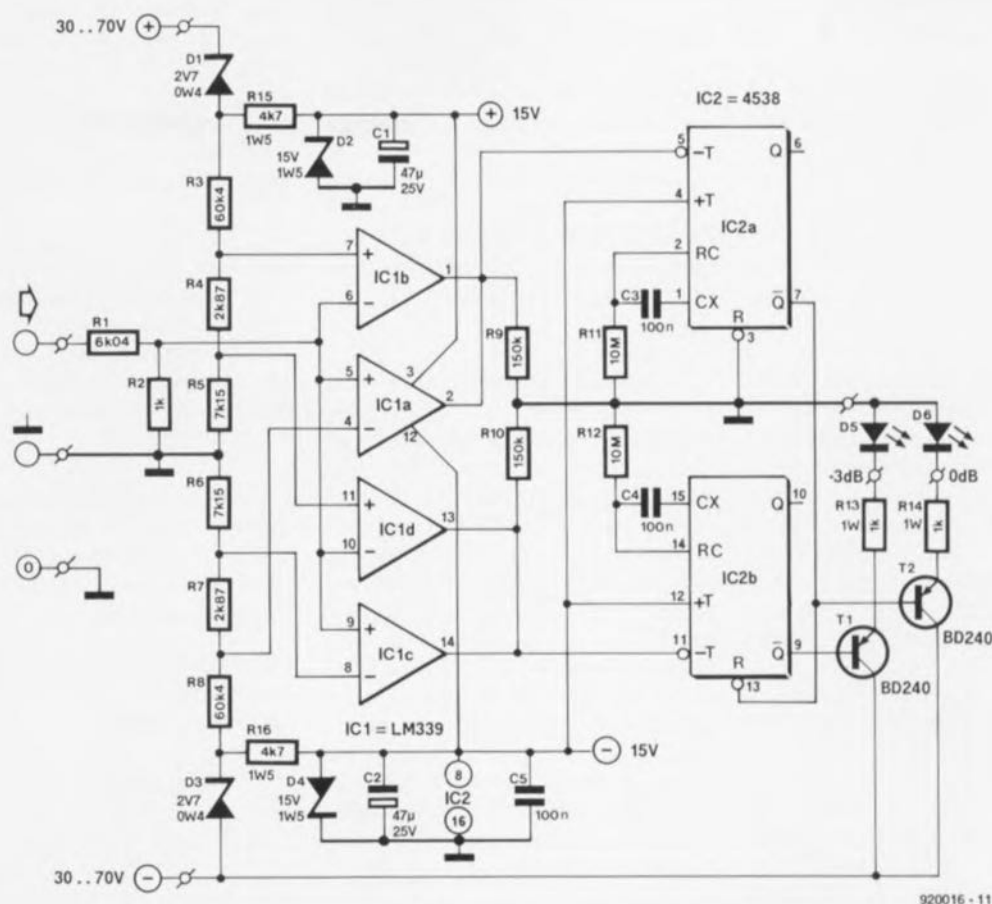 30..70V +
D1
2V7
0W4
R15
4k7
1W5
D2
15V
1W5
C1
47µ
25V
+ 15V
R3
60k4
R4
2k87
R1
6k04
R2
1k
R5
7k15
R6
7k15
0
R7
2k87
R8
60k4
7 +
6 −
IC1b
1
5 +
4 −
IC1a
3
2
12
11 +
10 −
IC1d
13
9 +
8 −
IC1c
14
IC1 = LM339
R9
150k
R10
150k
IC2 = 4538
5 -T
Q 6
4 +T
IC2a
2 RC
C3
100n
1 CX
Q̅ 7
R
3
R11
10M
R12
10M
C4
100n
15 CX
Q 10
14 RC
IC2b
12 +T
11 -T
Q̅ 9
R
13
D5
D6
-3dB
0dB
R13
1W
1k
R14
1W
1k
T2
BD240
T1
BD240
R16
4k7
1W5
− 15V
D3
2V7
0W4
D4
15V
1W5
C2
47µ
25V
8
IC2
16
C5
100n
30..70V −
920016 - 11